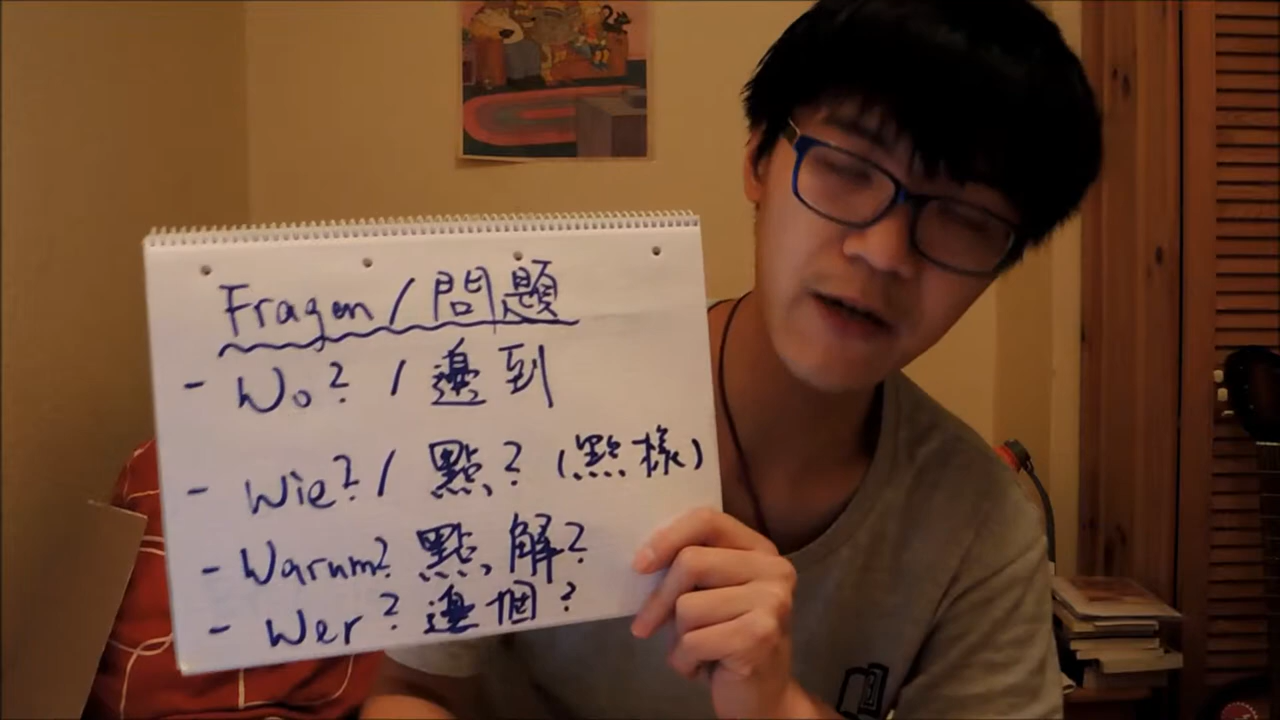 Fragen / 問題
- Wo? / 邊到
- Wie? / 點? (點樣)
- Warum? 點解?
- Wer? 邊個?